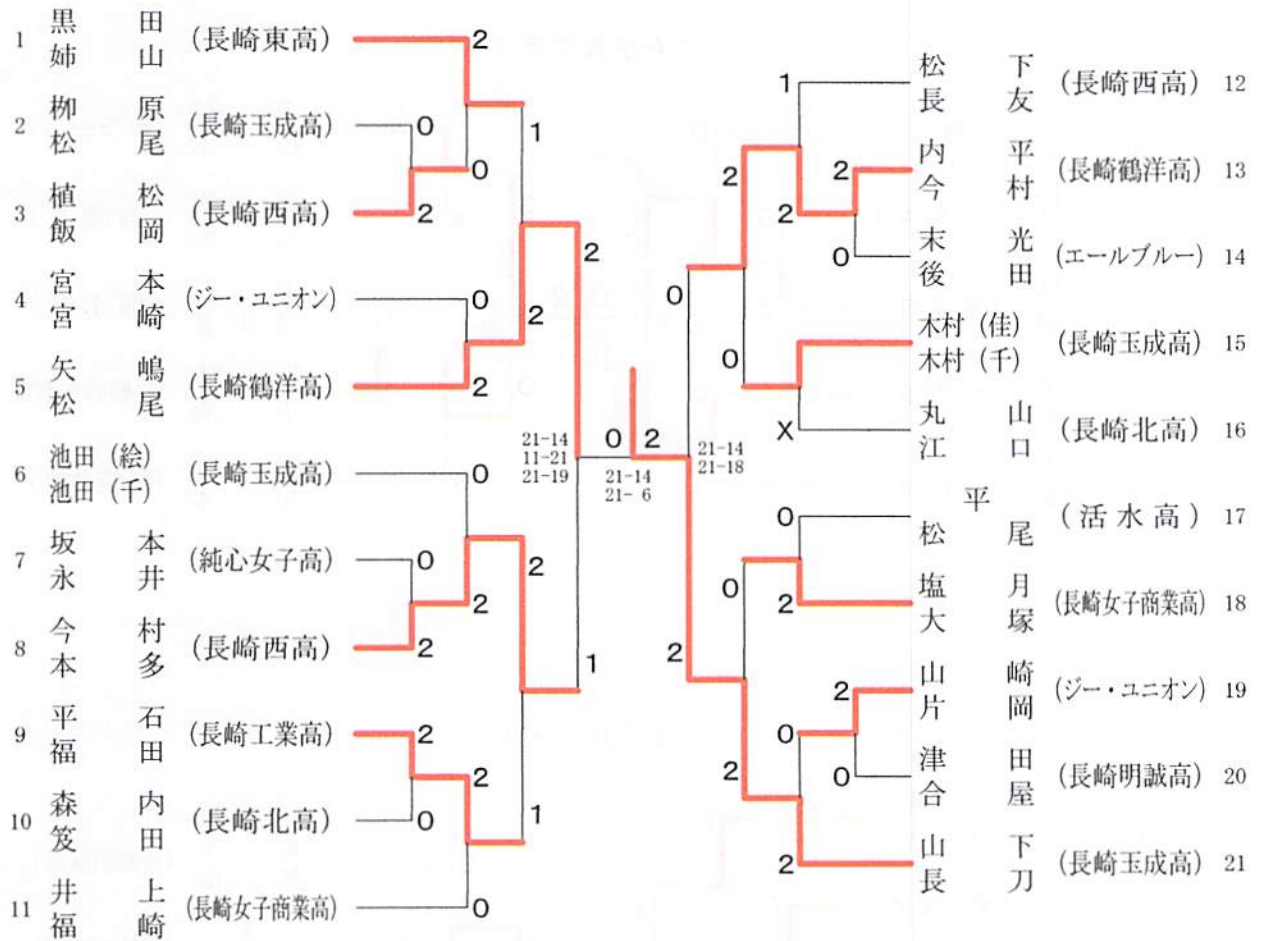 1 黒田 姉山 (長崎東高) 2
2 栁原 松尾 (長崎玉成高) 0
3 植松 飯岡 (長崎西高) 2
0
1
4 宮本 宮崎 (ジー・ユニオン) 0
5 矢嶋 松尾 (長崎鶴洋高) 2
2
2
6 池田(絵) 池田(千) (長崎玉成高) 0
7 坂本 永井 (純心女子高) 0
8 今村 本多 (長崎西高) 2
2
2
9 平石 福田 (長崎工業高) 2
10 森内 笈田 (長崎北高) 0
2
11 井上 福崎 (長崎女子商業高) 0
1
1
21-14
11-21
21-19
0 2
21-14
21- 6
21-14
21-18
1 松下 長友 (長崎西高) 12
2 内平 今村 (長崎鶴洋高) 13
0 末光 後田 (エールブルー) 14
2
2
木村(佳) 木村(千) (長崎玉成高) 15
X 丸山 江口 (長崎北高) 16
0
0
0 平 松尾 (活水高) 17
2 塩月 大塚 (長崎女子商業高) 18
0
2 山崎 片岡 (ジー・ユニオン) 19
0 津田 合屋 (長崎明誠高) 20
0
2 山下 長刀 (長崎玉成高) 21
2
2